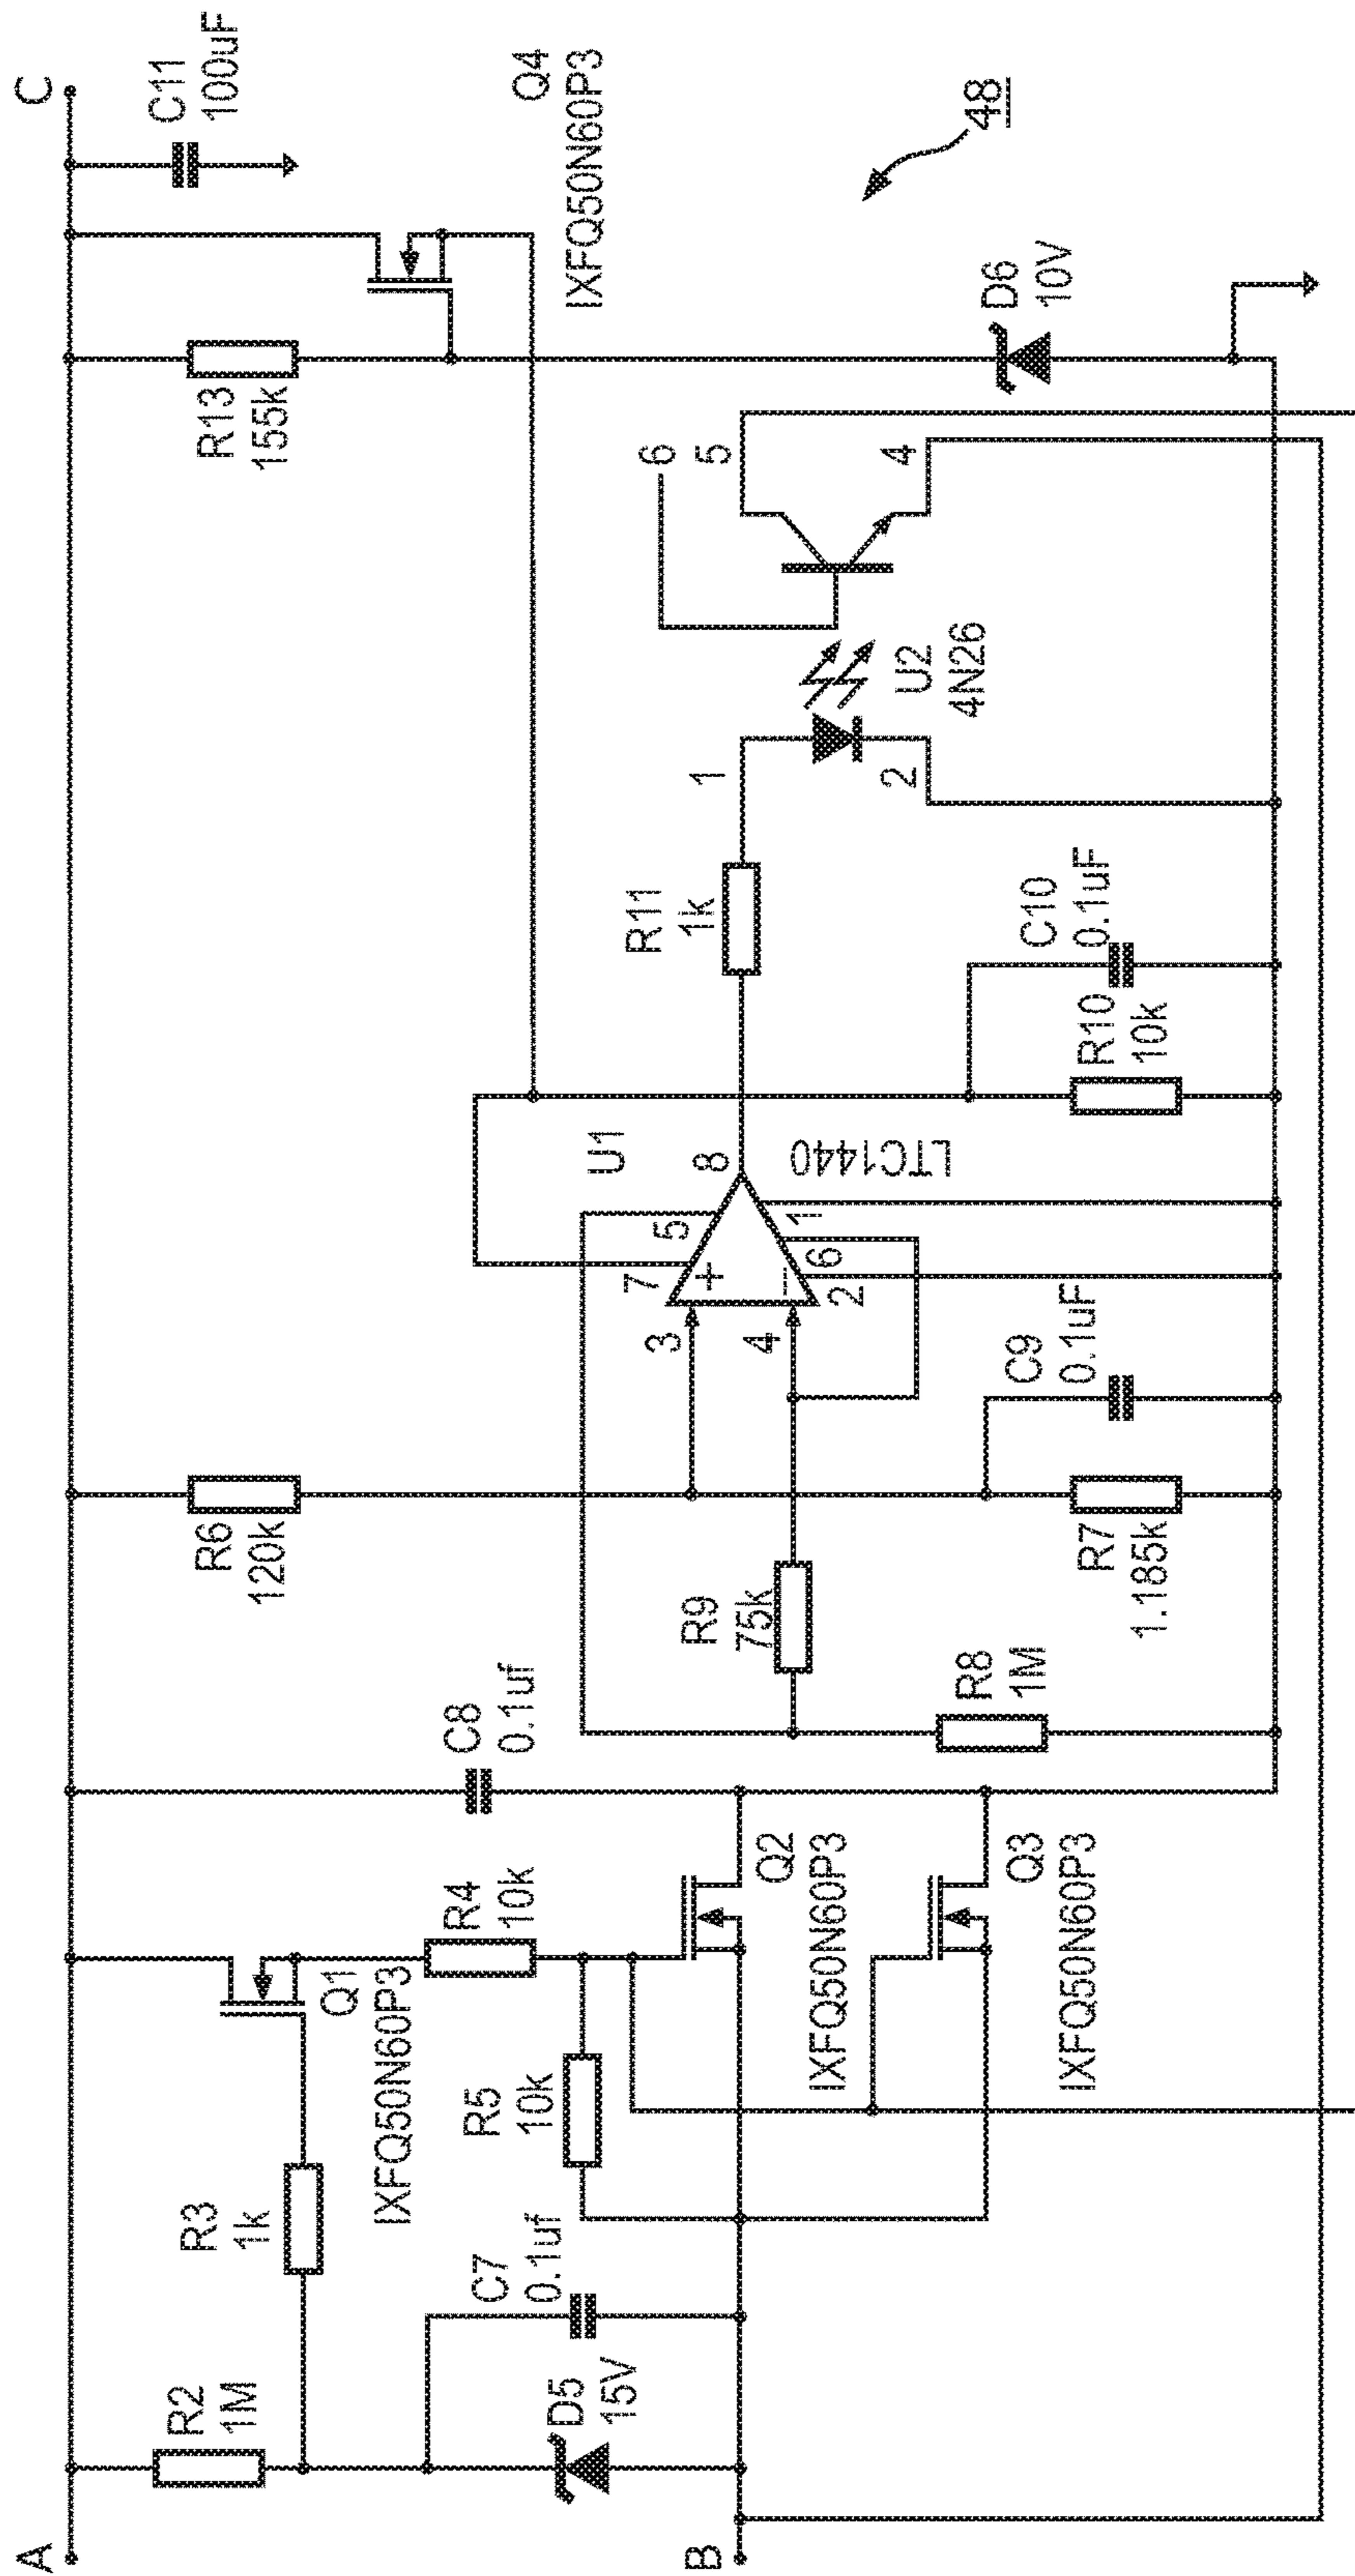 A
B
C
R2
1M
R3
1k
Q1
IXFQ50N60P3
R4
10k
R5
10k
C7
0.1uf
D5
15V
C8
0.1uf
Q2
IXFQ50N60P3
Q3
IXFQ50N60P3
R6
120k
R9
75k
R8
1M
R7
1.185k
C9
0.1uF
3
4
7
+
−
5
8
1
6
2
U1
LTC1440
R10
10k
C10
0.1uF
R11
1k
1
2
U2
4N26
6
5
4
R13
155k
D6
10V
Q4
IXFQ50N60P3
C11
100uF
48